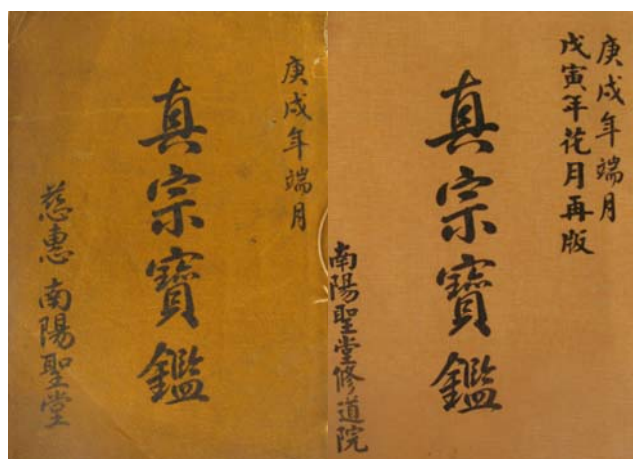 庚戌年端月
真宗寶鑑
慈惠 南陽聖堂
庚戌年端月
戊寅年花月再版
真宗寶鑑
南陽聖堂修道院